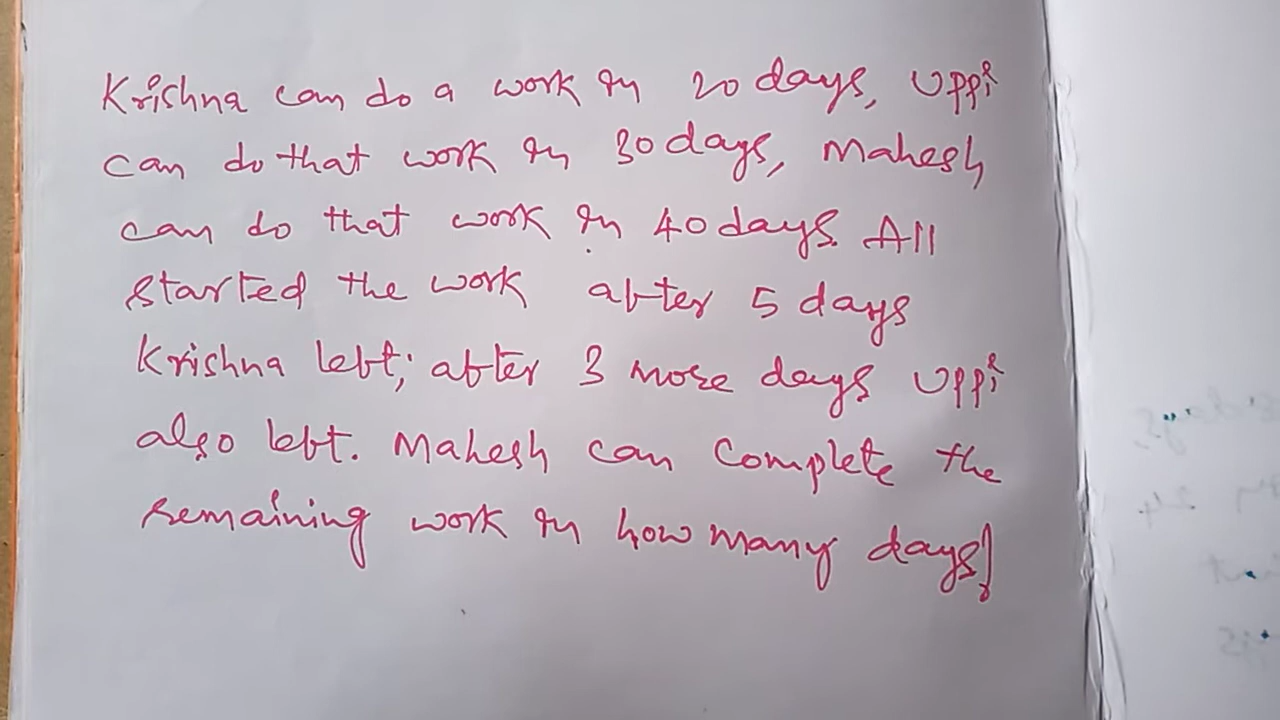 Krishna can do a work in 20 days, Uppi
can do that work in 30 days, Mahesh
can do that work in 40 days. All
started the work after 5 days
Krishna left; after 3 more days Uppi
also left. Mahesh can complete the
remaining work in how many days?